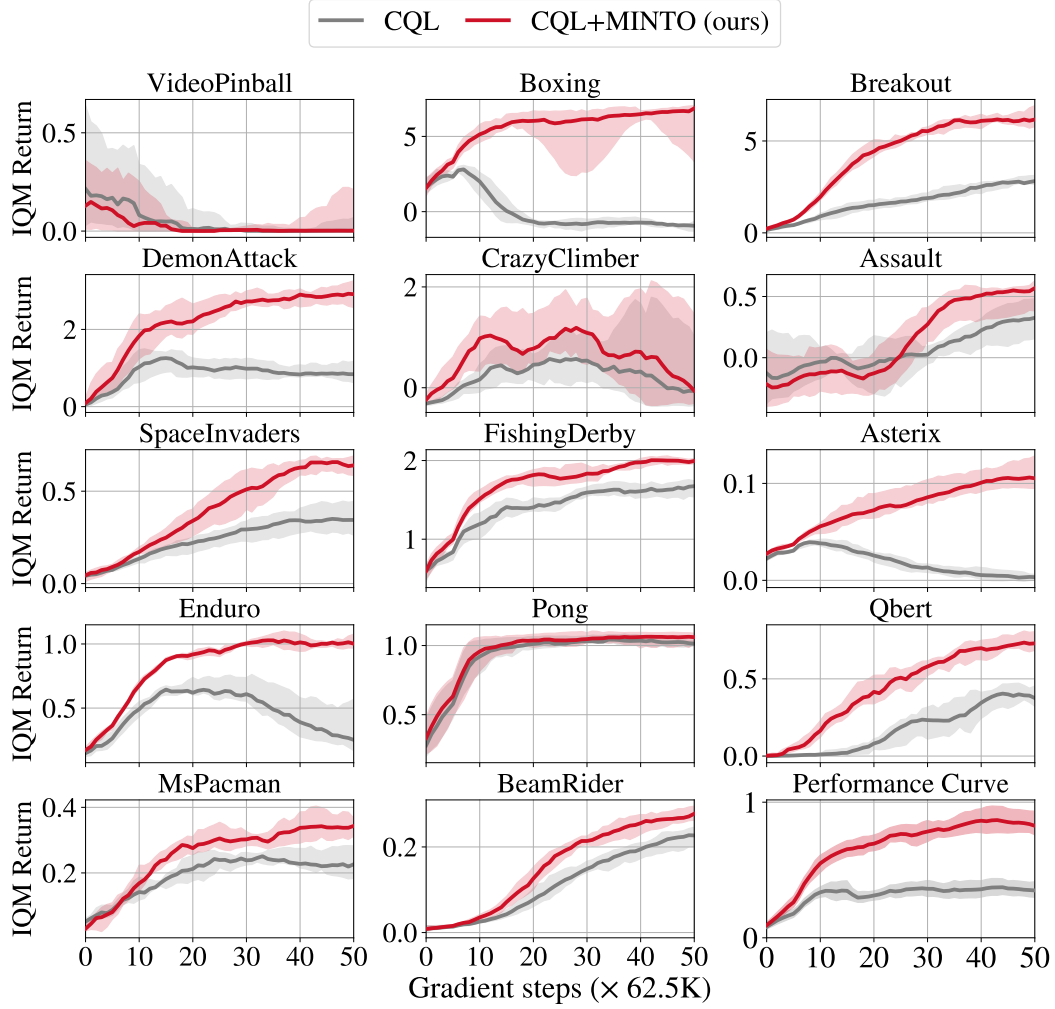 CQL CQL+MINTO (ours)
VideoPinball Boxing Breakout
IQM Return
0.5
0.0
5
0
5
0
DemonAttack CrazyClimber Assault
IQM Return
2
0
2
0
0.5
0.0
SpaceInvaders FishingDerby Asterix
IQM Return
0.5
0.0
2
1
0.1
0.0
Enduro Pong Qbert
IQM Return
1.0
0.5
1.0
0.5
0.5
0.0
MsPacman BeamRider Performance Curve
IQM Return
0.4
0.2
0.2
0.0
1
0
0 10 20 30 40 50 0 10 20 30 40 50 0 10 20 30 40 50
Gradient steps (× 62.5K)